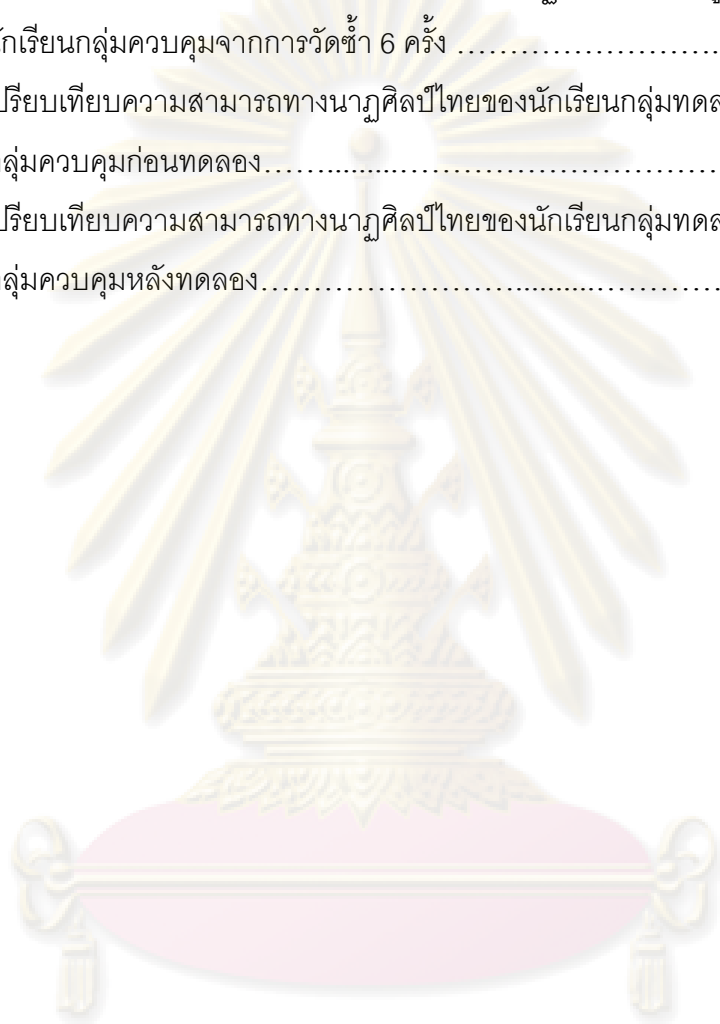 นักเรียนกลุ่มควบคุมจากการวัดซ้ำ 6 ครั้ง ……………………..
เปรียบเทียบความสามารถทางนาฏศิลป์ไทยของนักเรียนกลุ่มทดล
กลุ่มควบคุมก่อนทดลอง…….........……………………………
เปรียบเทียบความสามารถทางนาฏศิลป์ไทยของนักเรียนกลุ่มทดล
กลุ่มควบคุมหลังทดลอง……………………..........………….